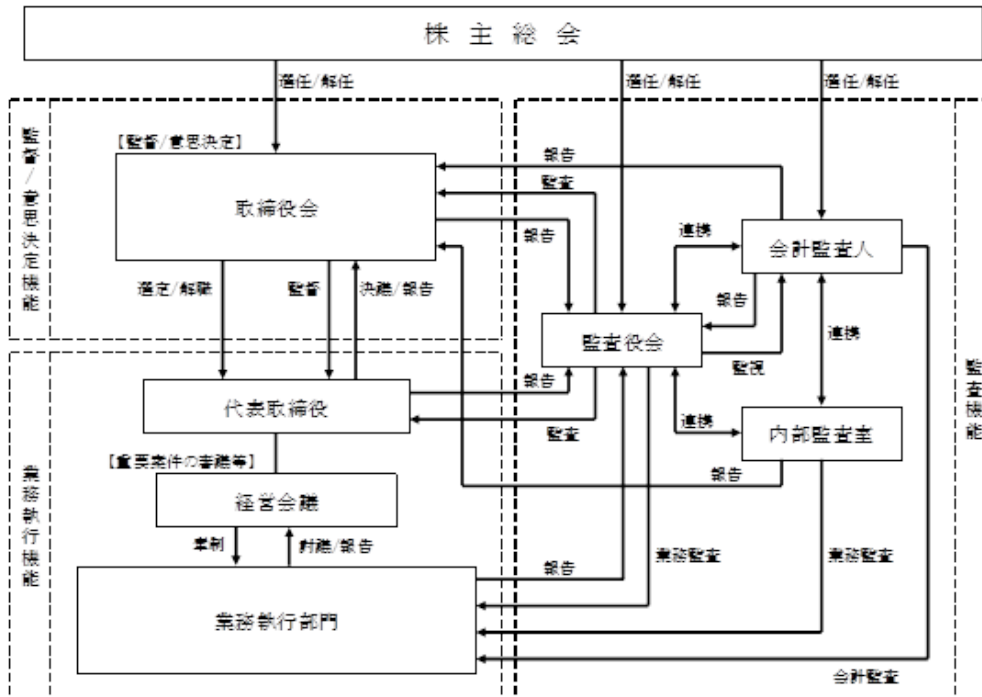 株主総会
選任/解任
選任/解任
選任/解任
監督/意思決定機能
【監督/意思決定】
取締役会
報告
監査
報告
連携
会計監査人
選定/解職
監督
決議/報告
報告
監査役会
監視
連携
監査機能
代表取締役
報告
監査
連携
内部監査室
【重要案件の審議等】
報告
業務執行機能
経営会議
牽制
討議/報告
報告
業務監査
業務監査
業務執行部門
会計監査